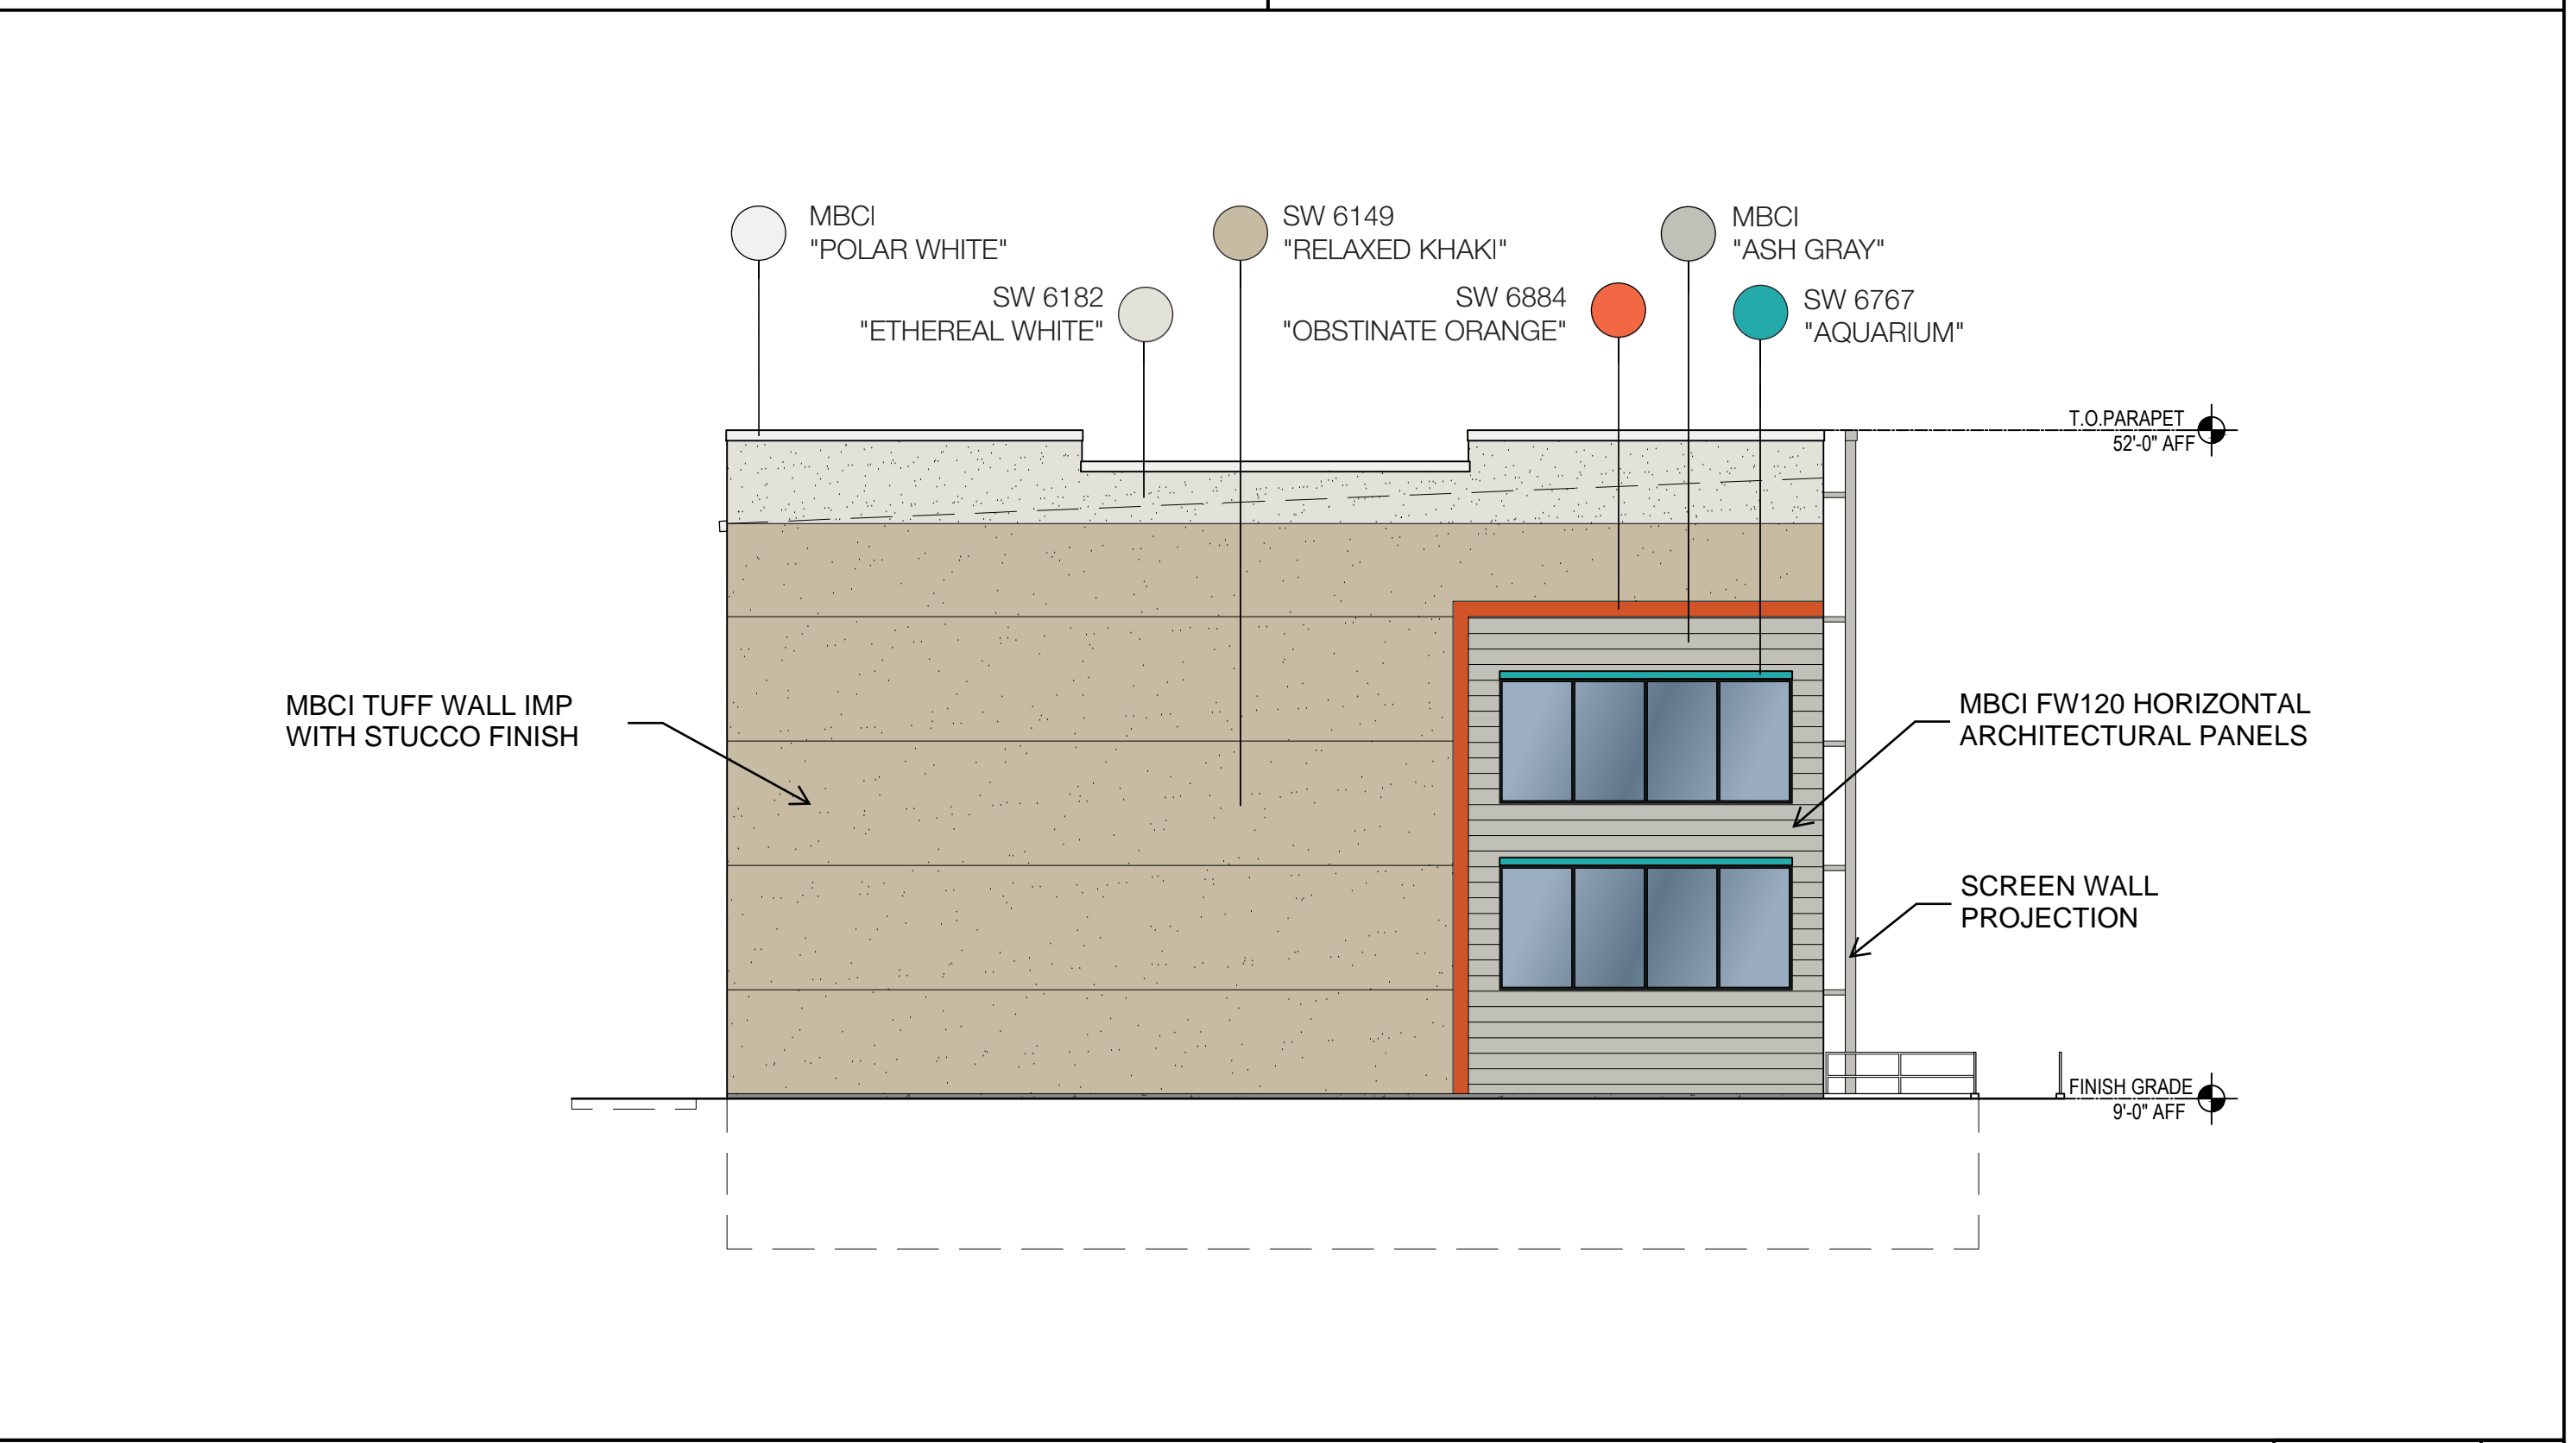 MBCI
"POLAR WHITE"
SW 6182
"ETHEREAL WHITE"
SW 6149
"RELAXED KHAKI"
SW 6884
"OBSTINATE ORANGE"
MBCI
"ASH GRAY"
SW 6767
"AQUARIUM"
T.O.PARAPET
52'-0" AFF
MBCI TUFF WALL IMP
WITH STUCCO FINISH
MBCI FW120 HORIZONTAL
ARCHITECTURAL PANELS
SCREEN WALL
PROJECTION
FINISH GRADE
9'-0" AFF